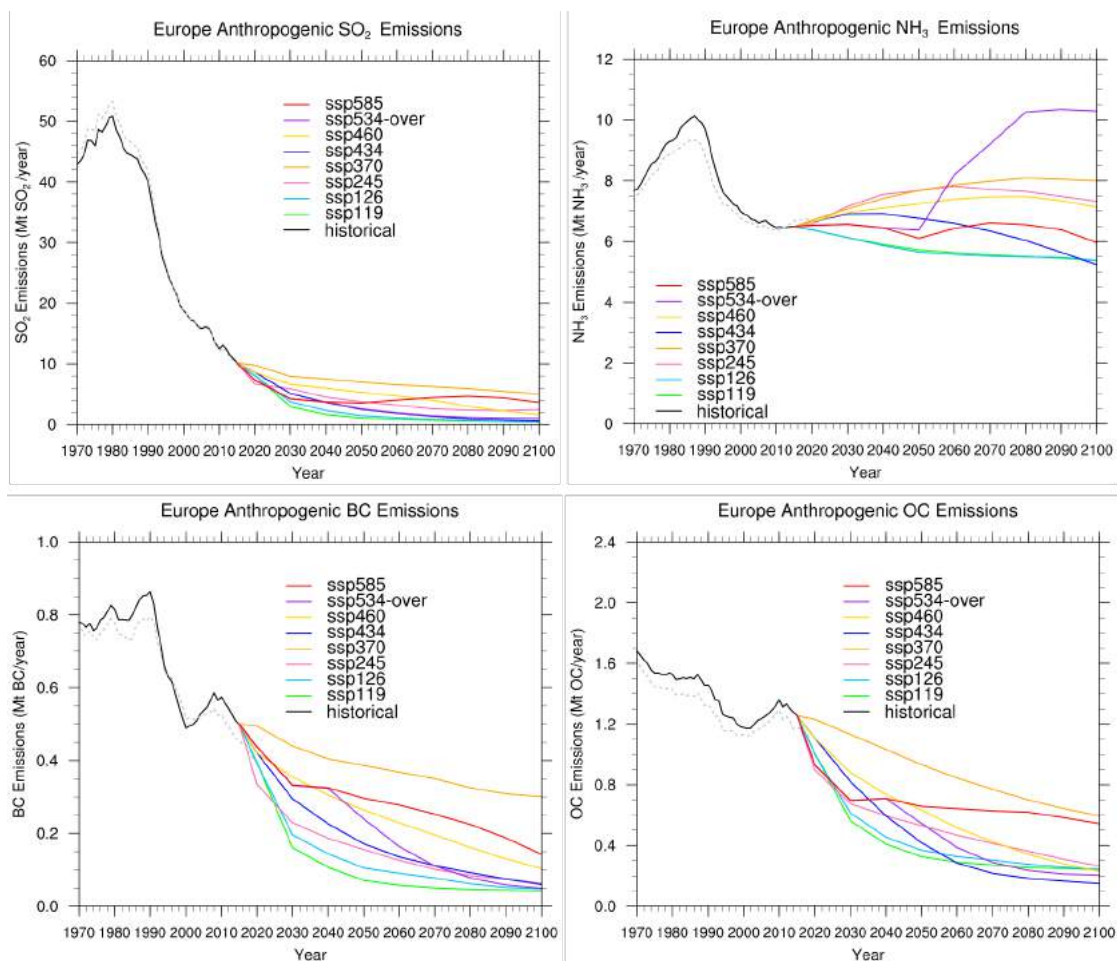 Europe Anthropogenic SO₂ Emissions
SO₂ Emissions (Mt SO₂ /year)
60
50
40
30
20
10
0
ssp585
ssp534-over
ssp460
ssp434
ssp370
ssp245
ssp126
ssp119
historical
1970 1980 1990 2000 2010 2020 2030 2040 2050 2060 2070 2080 2090 2100
Year
Europe Anthropogenic NH₃ Emissions
NH₃ Emissions (Mt NH₃ /year)
12
10
8
6
4
2
0
ssp585
ssp534-over
ssp460
ssp434
ssp370
ssp245
ssp126
ssp119
historical
1970 1980 1990 2000 2010 2020 2030 2040 2050 2060 2070 2080 2090 2100
Year
Europe Anthropogenic BC Emissions
BC Emissions (Mt BC/year)
1.0
0.8
0.6
0.4
0.2
0.0
ssp585
ssp534-over
ssp460
ssp434
ssp370
ssp245
ssp126
ssp119
historical
1970 1980 1990 2000 2010 2020 2030 2040 2050 2060 2070 2080 2090 2100
Year
Europe Anthropogenic OC Emissions
OC Emissions (Mt OC/year)
2.4
2.0
1.6
1.2
0.8
0.4
0.0
ssp585
ssp534-over
ssp460
ssp434
ssp370
ssp245
ssp126
ssp119
historical
1970 1980 1990 2000 2010 2020 2030 2040 2050 2060 2070 2080 2090 2100
Year